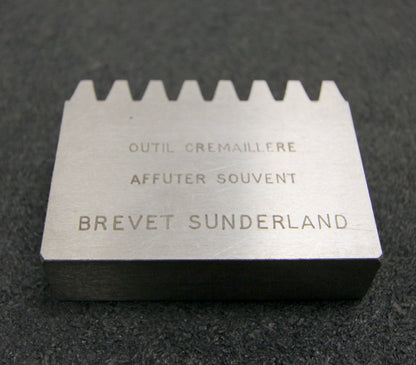 OUTIL CREMAILLERE
AFFUTER SOUVENT
BREVET SUNDERLAND